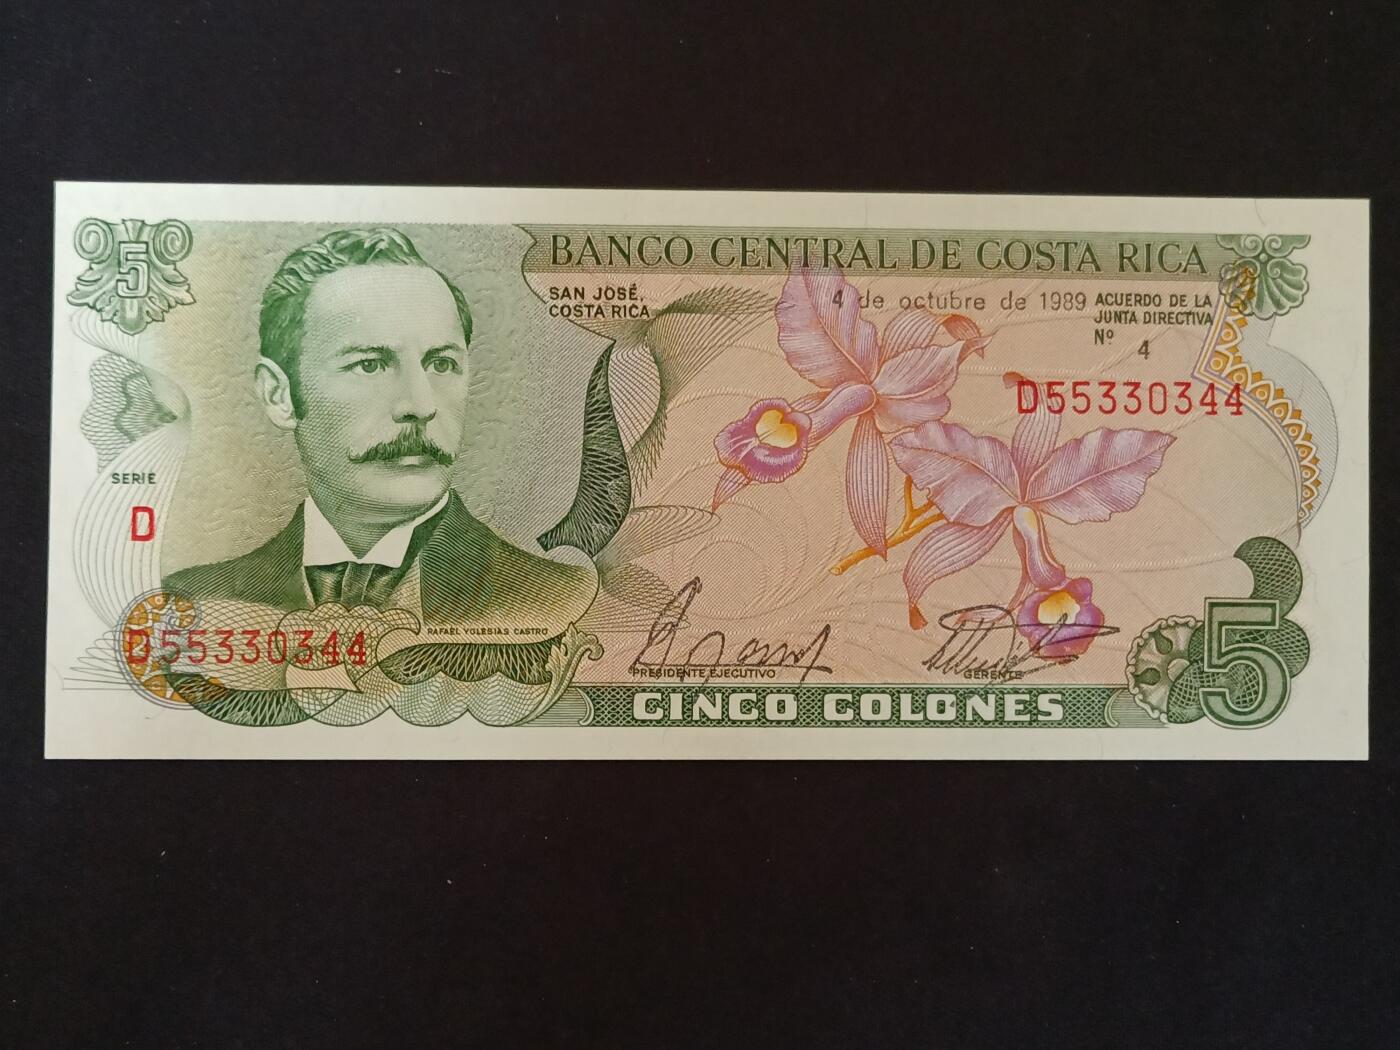 5
BANCO CENTRAL DE COSTA RICA
SAN JOSÉ,
COSTA RICA
4 de octubre de 1989
ACUERDO DE LA
JUNTA DIRECTIVA
Nº 4
D55330344
SERIE
D
D55330344
RAFAEL YGLESIAS CASTRO
PRESIDENTE EJECUTIVO
GERENTE
CINCO COLONES
5